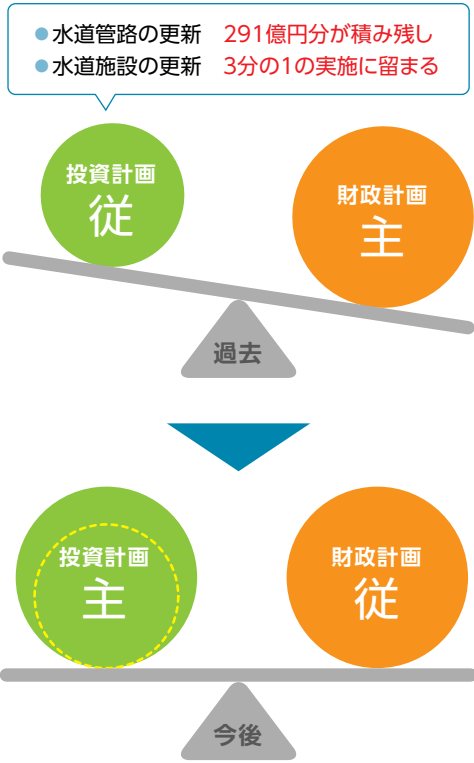 ●水道管路の更新　291億円分が積み残し
●水道施設の更新　3分の1の実施に留まる
投資計画
従
財政計画
主
過去
投資計画
主
財政計画
従
今後